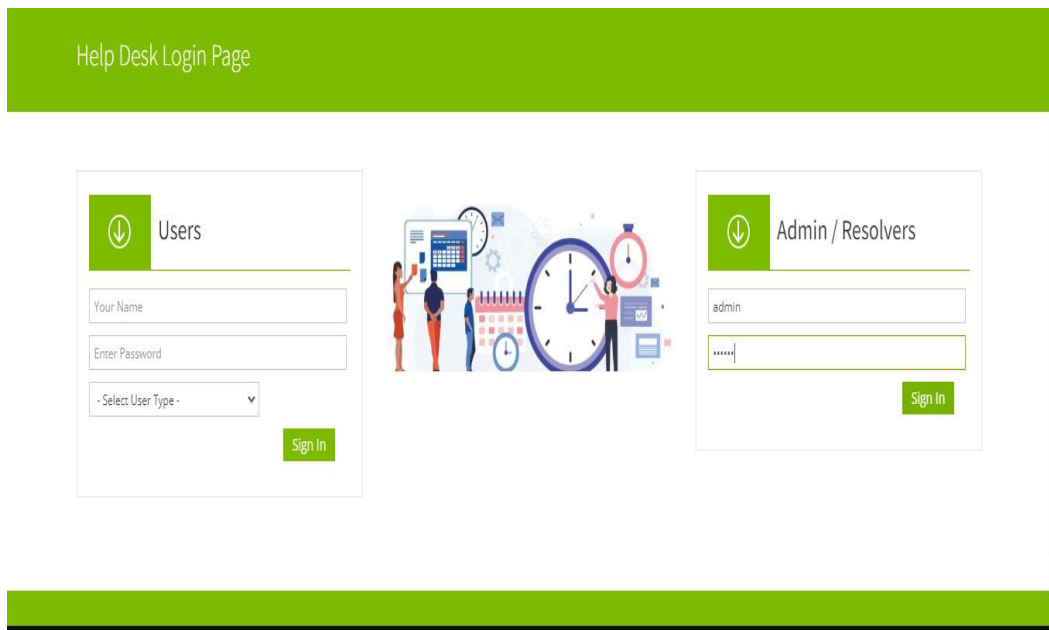 Help Desk Login Page
Users
Your Name
Enter Password
- Select User Type -
Sign In
Admin / Resolvers
admin
••••••
Sign In